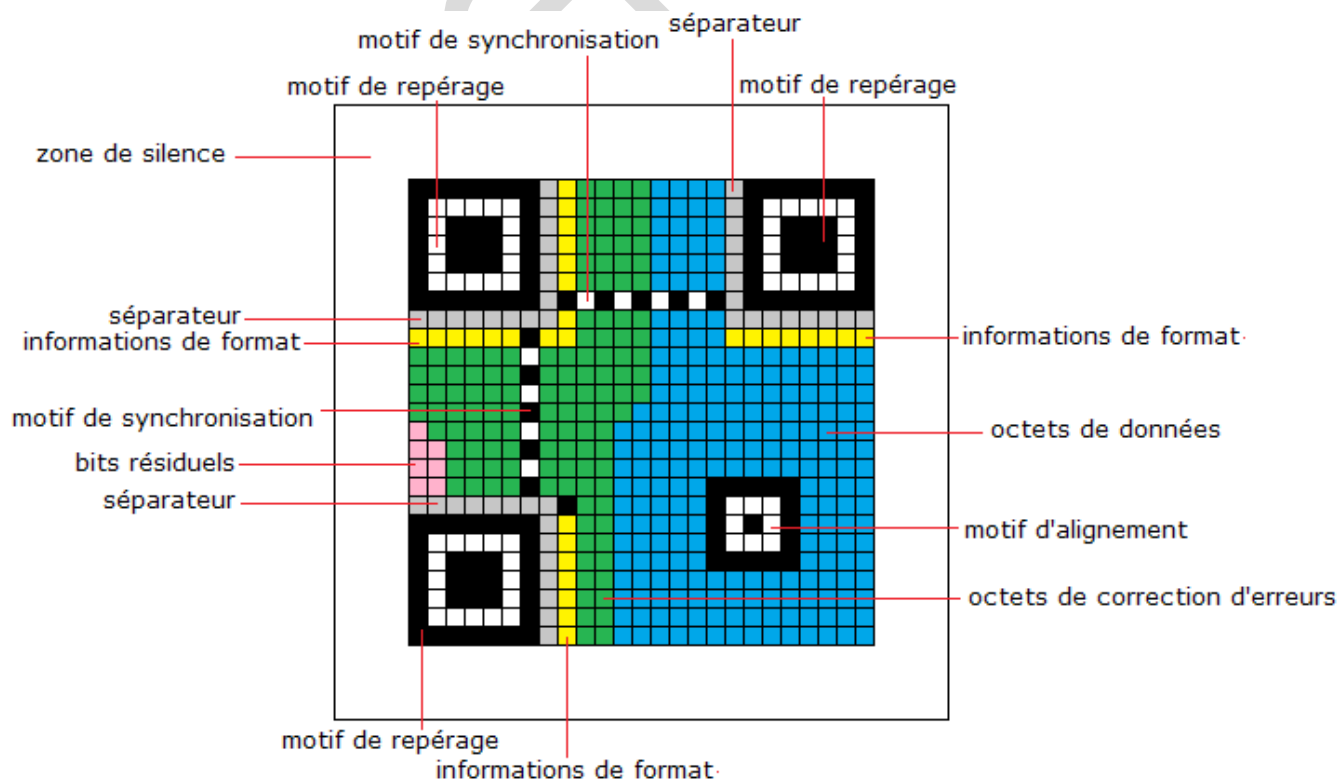 séparateur
motif de synchronisation
motif de repérage
motif de repérage
zone de silence
séparateur
informations de format
informations de format
motif de synchronisation
octets de données
bits résiduels
séparateur
motif d'alignement
octets de correction d'erreurs
motif de repérage
informations de format